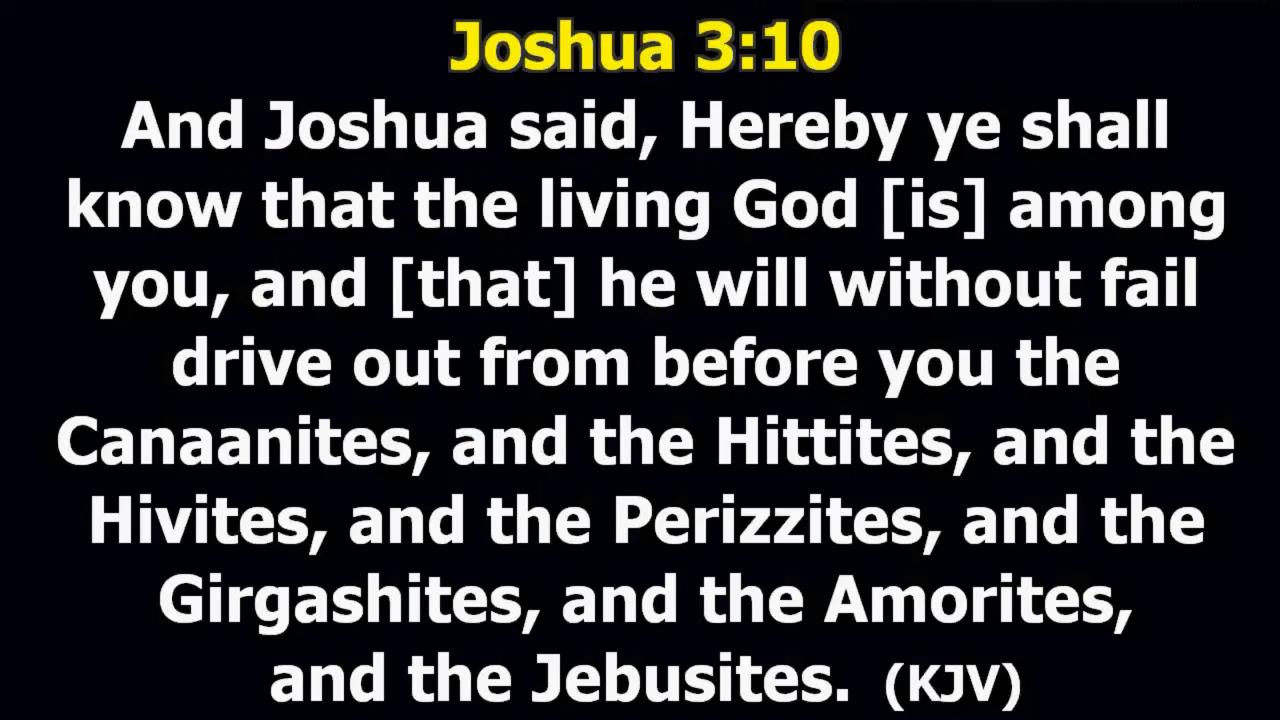 Joshua 3:10
And Joshua said, Hereby ye shall
know that the living God [is] among
you, and [that] he will without fail
drive out from before you the
Canaanites, and the Hittites, and the
Hivites, and the Perizzites, and the
Girgashites, and the Amorites,
and the Jebusites. (KJV)